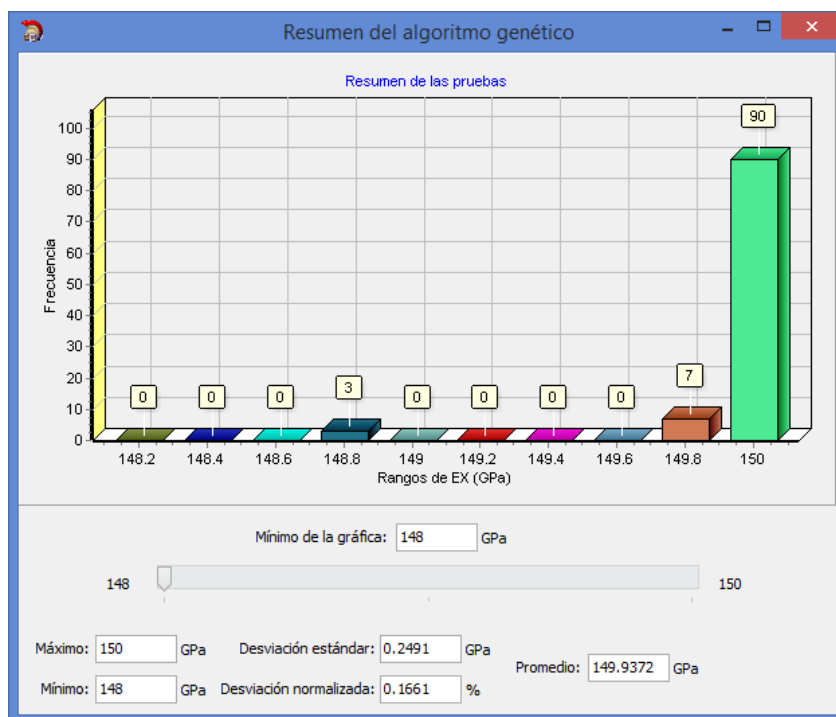 Resumen del algoritmo genético
Resumen de las pruebas
100
90
80
70
60
50
40
30
20
10
0
Frecuencia
0
0
0
3
0
0
0
0
7
90
148.2 148.4 148.6 148.8 149 149.2 149.4 149.6 149.8 150
Rangos de EX (GPa)
Mínimo de la gráfica: 148 GPa
148 150
Máximo: 150 GPa Desviación estándar: 0.2491 GPa
Promedio: 149.9372 GPa
Mínimo: 148 GPa Desviación normalizada: 0.1661 %